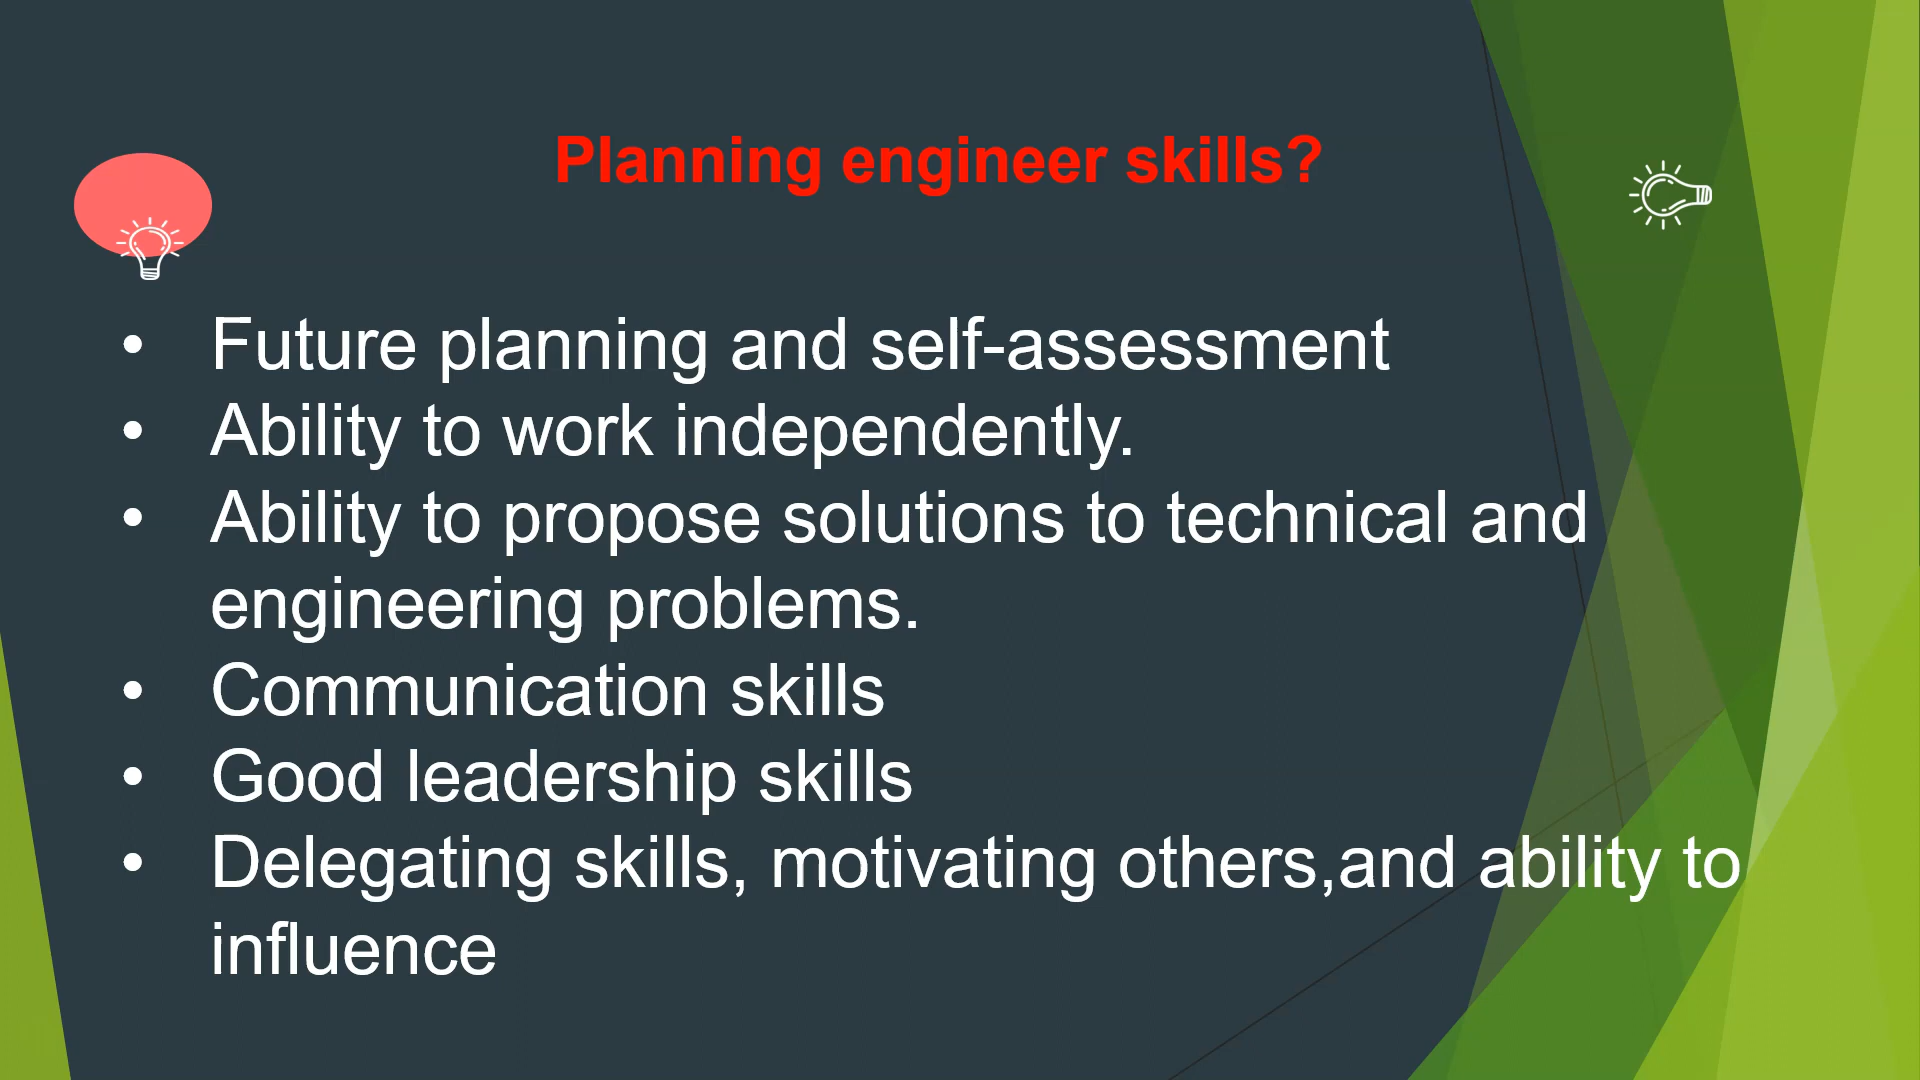 Planning engineer skills?
• Future planning and self-assessment
• Ability to work independently.
• Ability to propose solutions to technical and
engineering problems.
• Communication skills
• Good leadership skills
• Delegating skills, motivating others,and ability to
influence